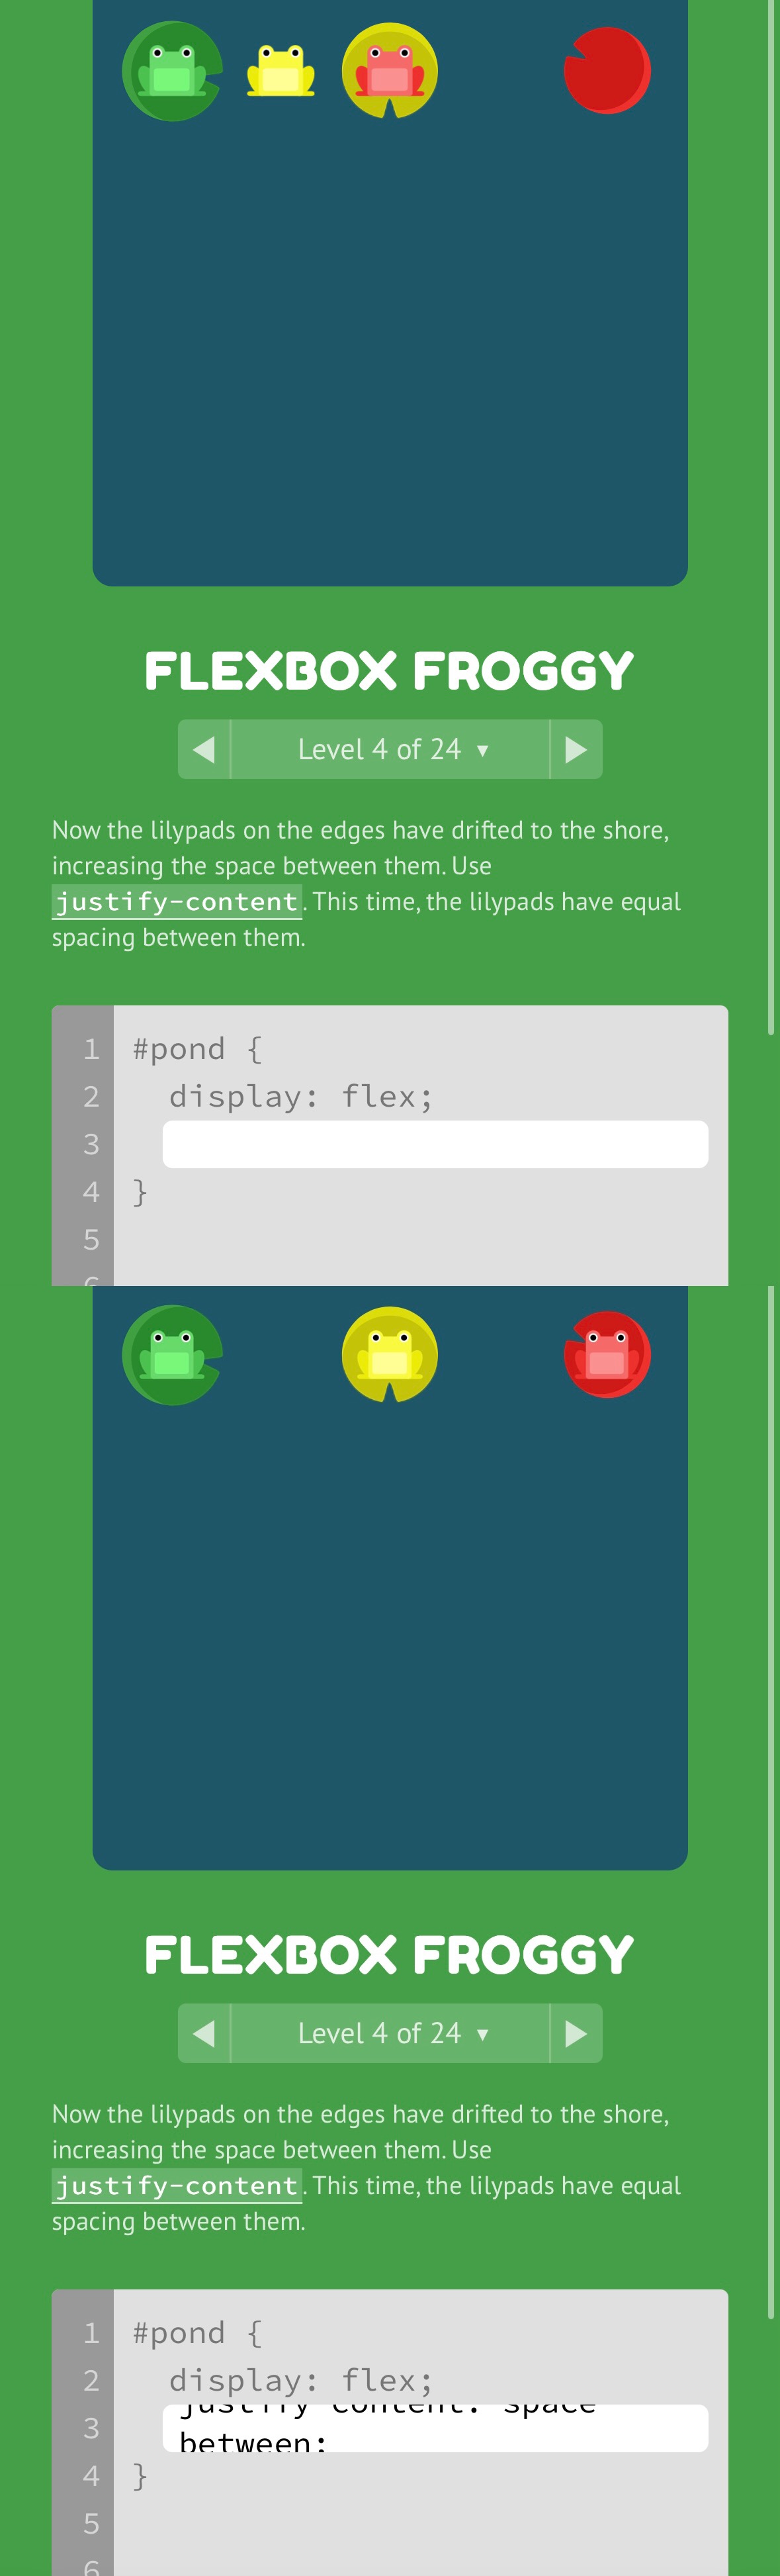 FLEXBOX FROGGY
Level 4 of 24 ▼
Now the lilypads on the edges have drifted to the shore,
increasing the space between them. Use
justify-content. This time, the lilypads have equal
spacing between them.
1 #pond {
2 display: flex;
3
4 }
5
6
FLEXBOX FROGGY
Level 4 of 24 ▼
Now the lilypads on the edges have drifted to the shore,
increasing the space between them. Use
justify-content. This time, the lilypads have equal
spacing between them.
1 #pond {
2 display: flex;
3 justify-content: space-
between;
4 }
5
6